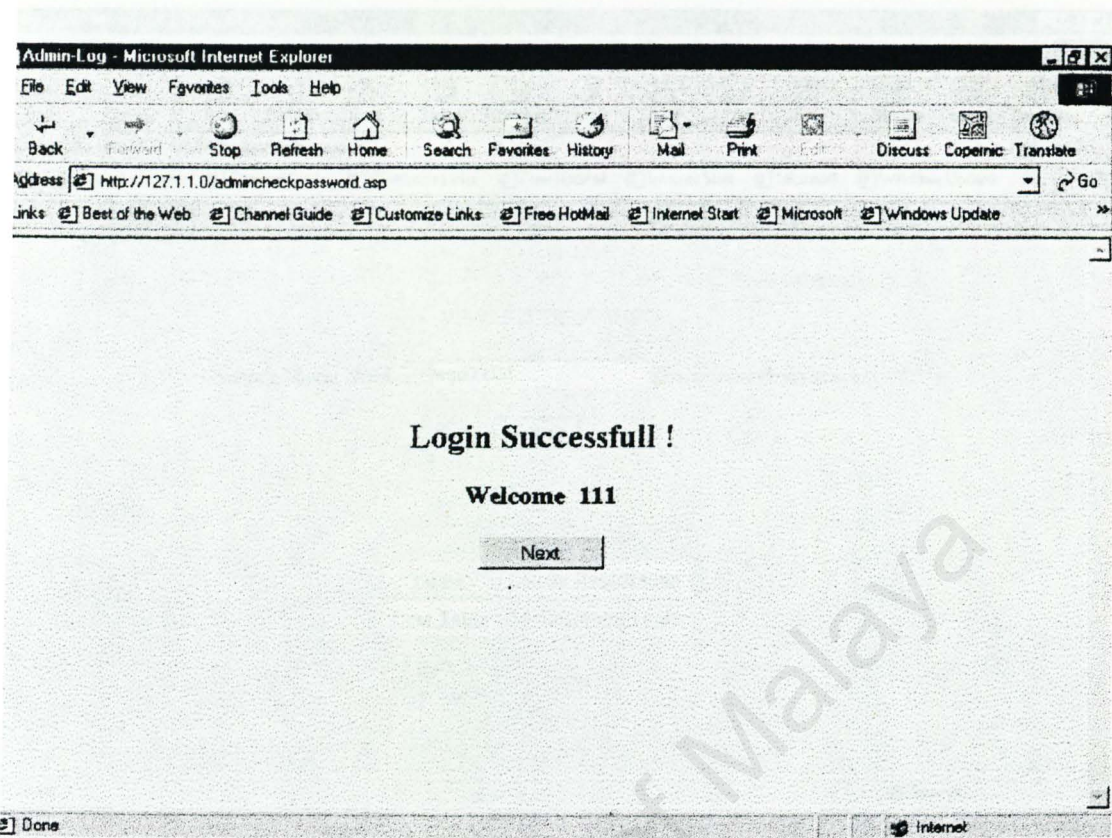 Admin-Log - Microsoft Internet Explorer
File Edit View Favorites Tools Help
Back Forward Stop Refresh Home Search Favorites History Mail Print Edit Discuss Copernic Translate
Address http://127.1.1.0/admincheckpassword.asp Go
Links Best of the Web Channel Guide Customize Links Free HotMail Internet Start Microsoft Windows Update »
Login Successfull !
Welcome 111
Next
of Malaya
Done Internet